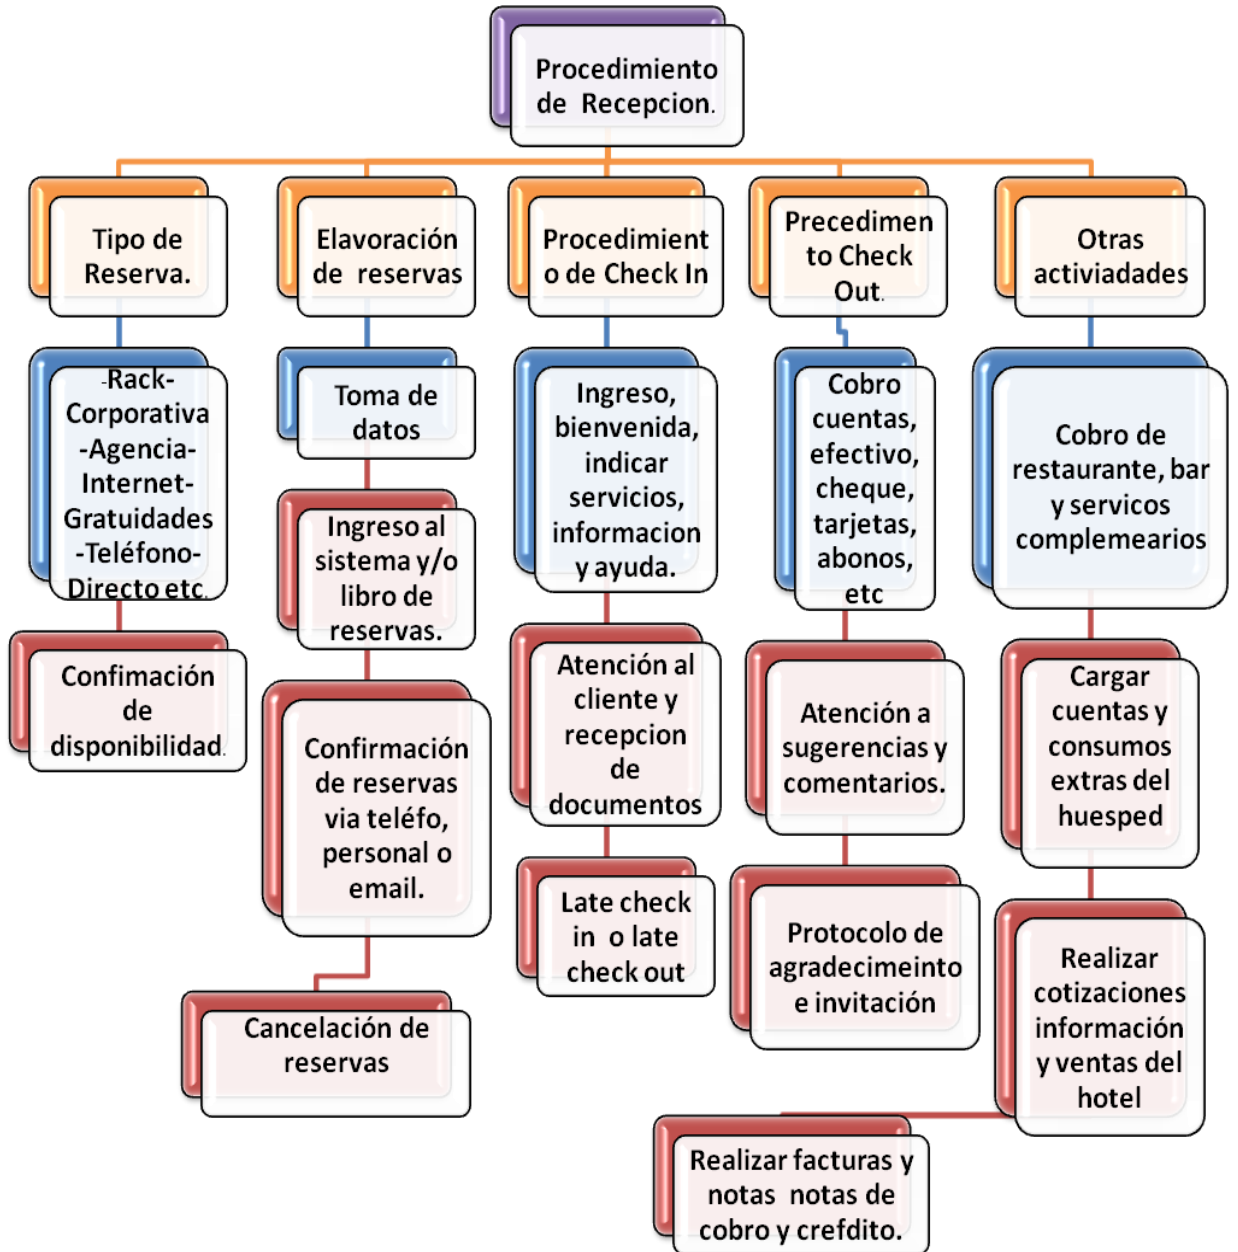 Procedimiento
de Recepcion.
Tipo de
Reserva.
-Rack-
Corporativa
-Agencia-
Internet-
Gratuidades
-Teléfono-
Directo etc.
Confimación
de
disponibilidad.
Elavoración
de reservas
Toma de
datos
Ingreso al
sistema y/o
libro de
reservas.
Confirmación
de reservas
via teléfo,
personal o
email.
Cancelación de
reservas
Procedimient
o de Check In
Ingreso,
bienvenida,
indicar
servicios,
informacion
y ayuda.
Atención al
cliente y
recepcion
de
documentos
Late check
in o late
check out
Precedimen
to Check
Out.
Cobro
cuentas,
efectivo,
cheque,
tarjetas,
abonos,
etc
Atención a
sugerencias y
comentarios.
Protocolo de
agradecimeinto
e invitación
Otras
activiadades
Cobro de
restaurante, bar
y servicos
complemearios
Cargar
cuentas y
consumos
extras del
huesped
Realizar
cotizaciones
información
y ventas del
hotel
Realizar facturas y
notas notas de
cobro y crefdito.